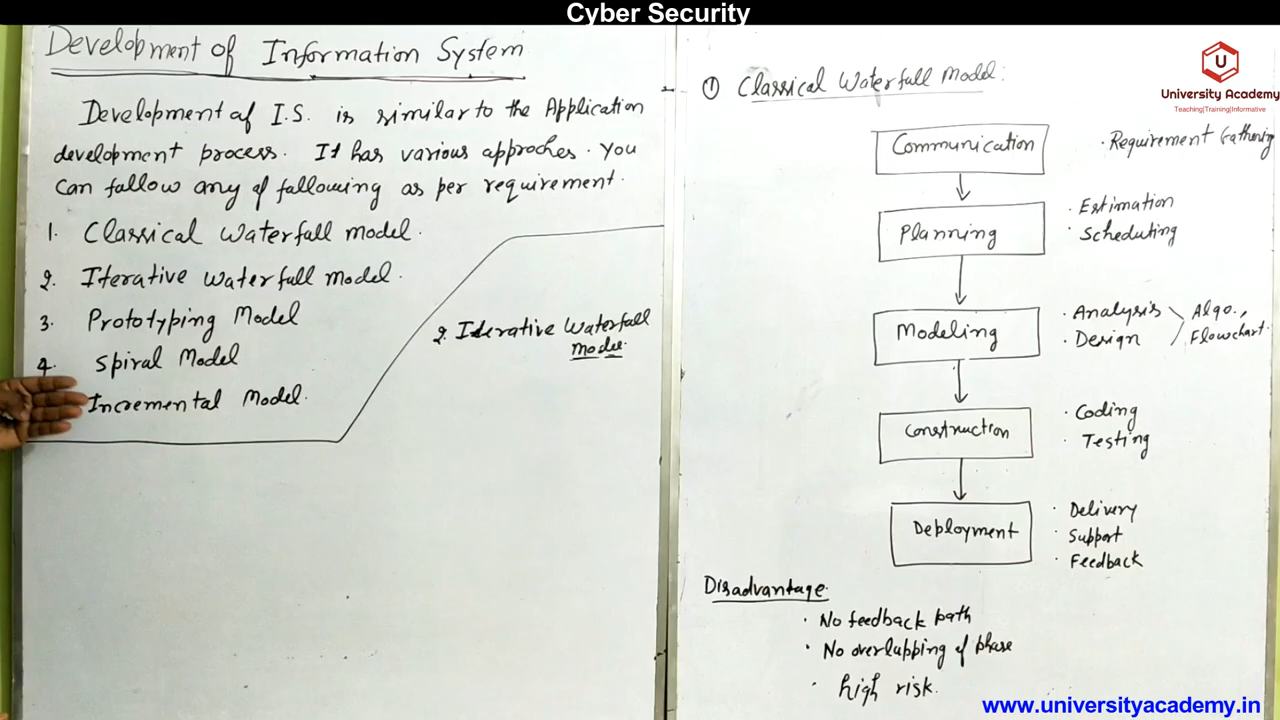 Cyber Security
Development of Information System
Development of I.S. is similar to the Application
development process. It has various approches. You
can follow any of following as per requirement.
1. Classical Waterfall model.
2. Iterative Waterfall model.
3. Prototyping Model
4. Spiral Model
Incremental Model.
2. Iterative Waterfall
Model.
① Classical Waterfall Model:
Communication
· Requirement Gathering
Planning
· Estimation
· Scheduting
Modeling
· Analysis
· Design
Algo.,
Flowchart.
Construction
· Coding
· Testing
Deployment
· Delivery
· Support
· Feedback
Disadvantage
· No feedback path
· No overlapping of phase
· high risk.
U
University Academy
Teaching|Training|Informative
www.universityacademy.in